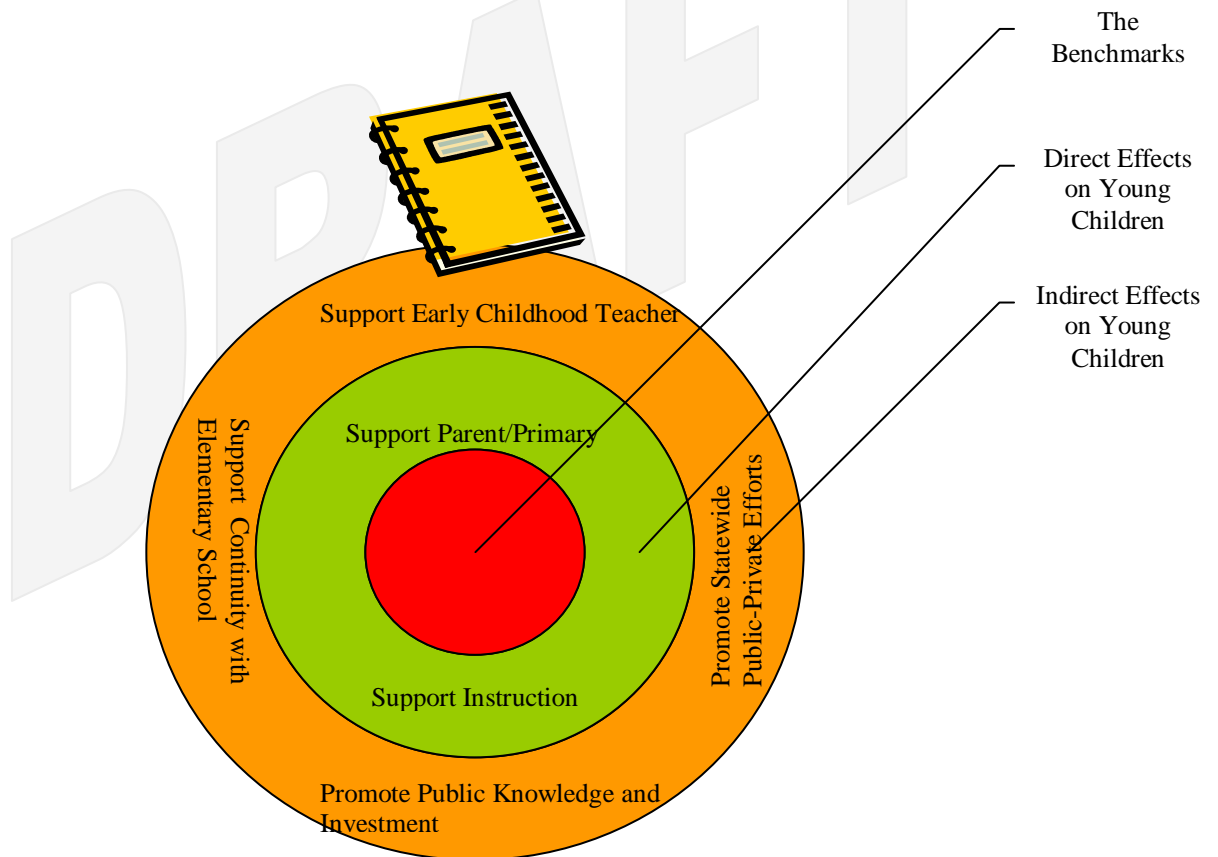 DRAFT
The
Benchmarks
Direct Effects
on Young
Children
Indirect Effects
on Young
Children
Support Early Childhood Teacher
Support Parent/Primary
Support Continuity with
Elementary School
Promote Statewide
Public-Private Efforts
Support Instruction
Promote Public Knowledge and
Investment